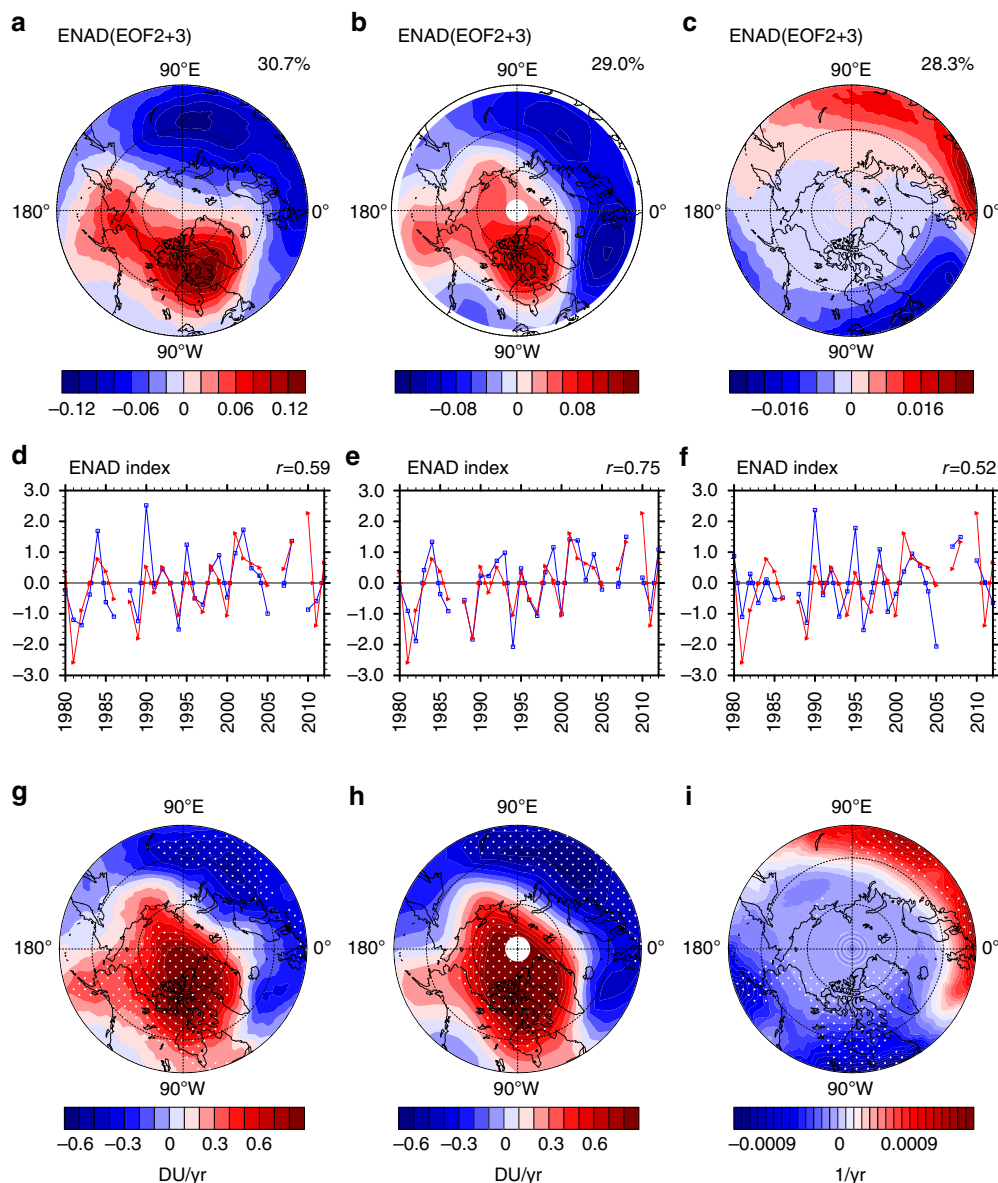 a b c
ENAD(EOF2+3) ENAD(EOF2+3) ENAD(EOF2+3)
30.7% 29.0% 28.3%
90°E 90°E 90°E
180° 0° 180° 0° 180° 0°
90°W 90°W 90°W
−0.12 −0.06 0 0.06 0.12 −0.08 0 0.08 −0.016 0 0.016
d e f
ENAD index r=0.59 ENAD index r=0.75 ENAD index r=0.52
3.0 3.0 3.0
2.0 2.0 2.0
1.0 1.0 1.0
0.0 0.0 0.0
−1.0 −1.0 −1.0
−2.0 −2.0 −2.0
−3.0 −3.0 −3.0
1980 1985 1990 1995 2000 2005 2010 1980 1985 1990 1995 2000 2005 2010 1980 1985 1990 1995 2000 2005 2010
g h i
90°E 90°E 90°E
180° 0° 180° 0° 180° 0°
90°W 90°W 90°W
−0.6 −0.3 0 0.3 0.6 −0.6 −0.3 0 0.3 0.6 −0.0009 0 0.0009
DU/yr DU/yr 1/yr